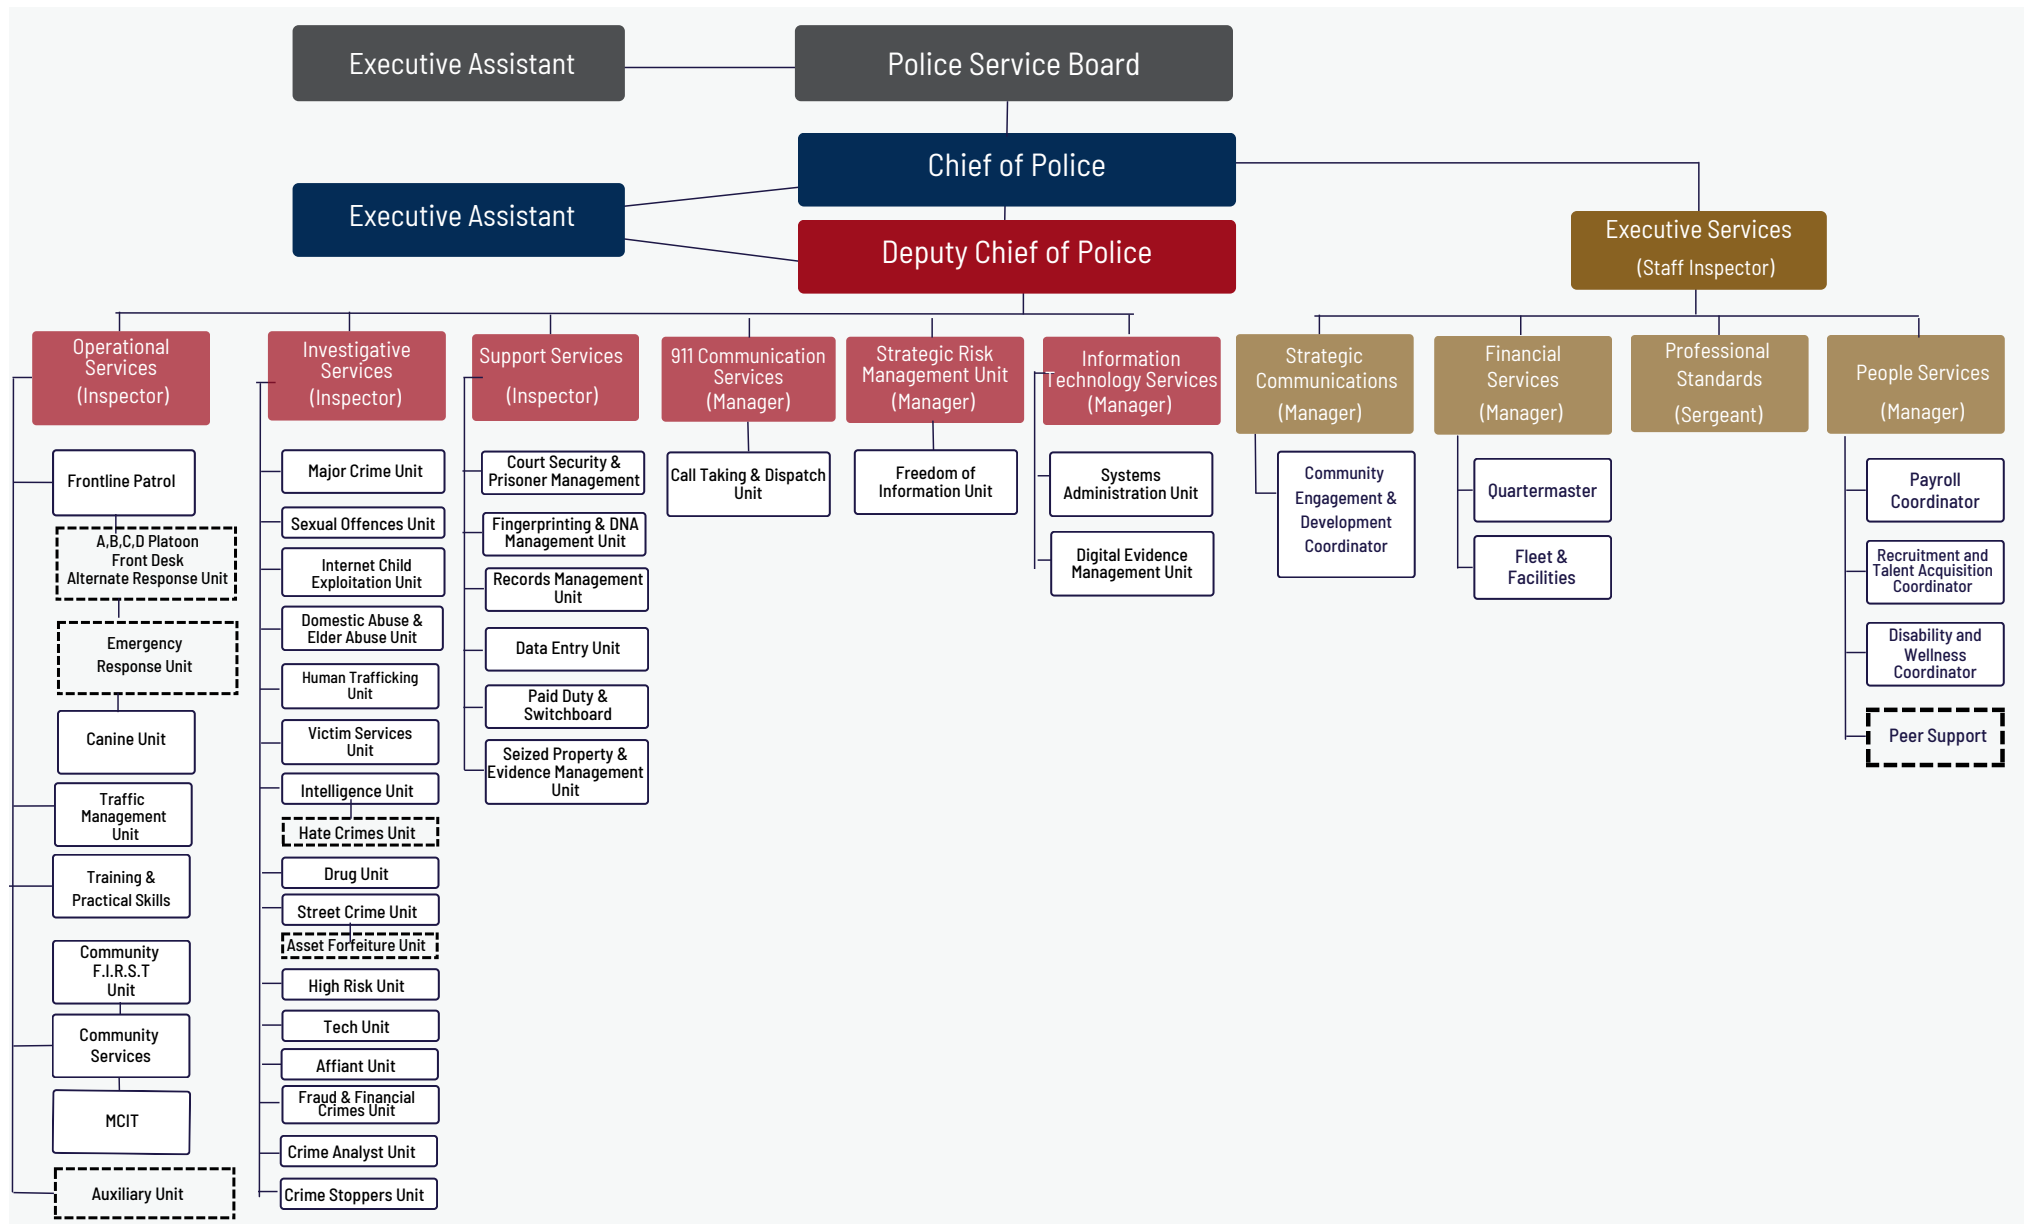 Executive Assistant
Police Service Board
Chief of Police
Executive Assistant
Deputy Chief of Police
Executive Services
(Staff Inspector)
Operational
Services
(Inspector)
Investigative
Services
(Inspector)
Support Services
(Inspector)
911 Communication
Services
(Manager)
Strategic Risk
Management Unit
(Manager)
Information
Technology Services
(Manager)
Strategic
Communications
(Manager)
Financial
Services
(Manager)
Professional
Standards
(Sergeant)
People Services
(Manager)
Frontline Patrol
A,B,C,D Platoon
Front Desk
Alternate Response Unit
Emergency
Response Unit
Canine Unit
Traffic
Management
Unit
Training &
Practical Skills
Community
F.I.R.S.T
Unit
Community
Services
MCIT
Auxiliary Unit
Major Crime Unit
Sexual Offences Unit
Internet Child
Exploitation Unit
Domestic Abuse &
Elder Abuse Unit
Human Trafficking
Unit
Victim Services
Unit
Intelligence Unit
Hate Crimes Unit
Drug Unit
Street Crime Unit
Asset Forfeiture Unit
High Risk Unit
Tech Unit
Affiant Unit
Fraud & Financial
Crimes Unit
Crime Analyst Unit
Crime Stoppers Unit
Court Security &
Prisoner Management
Fingerprinting & DNA
Management Unit
Records Management
Unit
Data Entry Unit
Paid Duty &
Switchboard
Seized Property &
Evidence Management
Unit
Call Taking & Dispatch
Unit
Freedom of
Information Unit
Systems
Administration Unit
Digital Evidence
Management Unit
Community
Engagement &
Development
Coordinator
Quartermaster
Fleet &
Facilities
Payroll
Coordinator
Recruitment and
Talent Acquisition
Coordinator
Disability and
Wellness
Coordinator
Peer Support